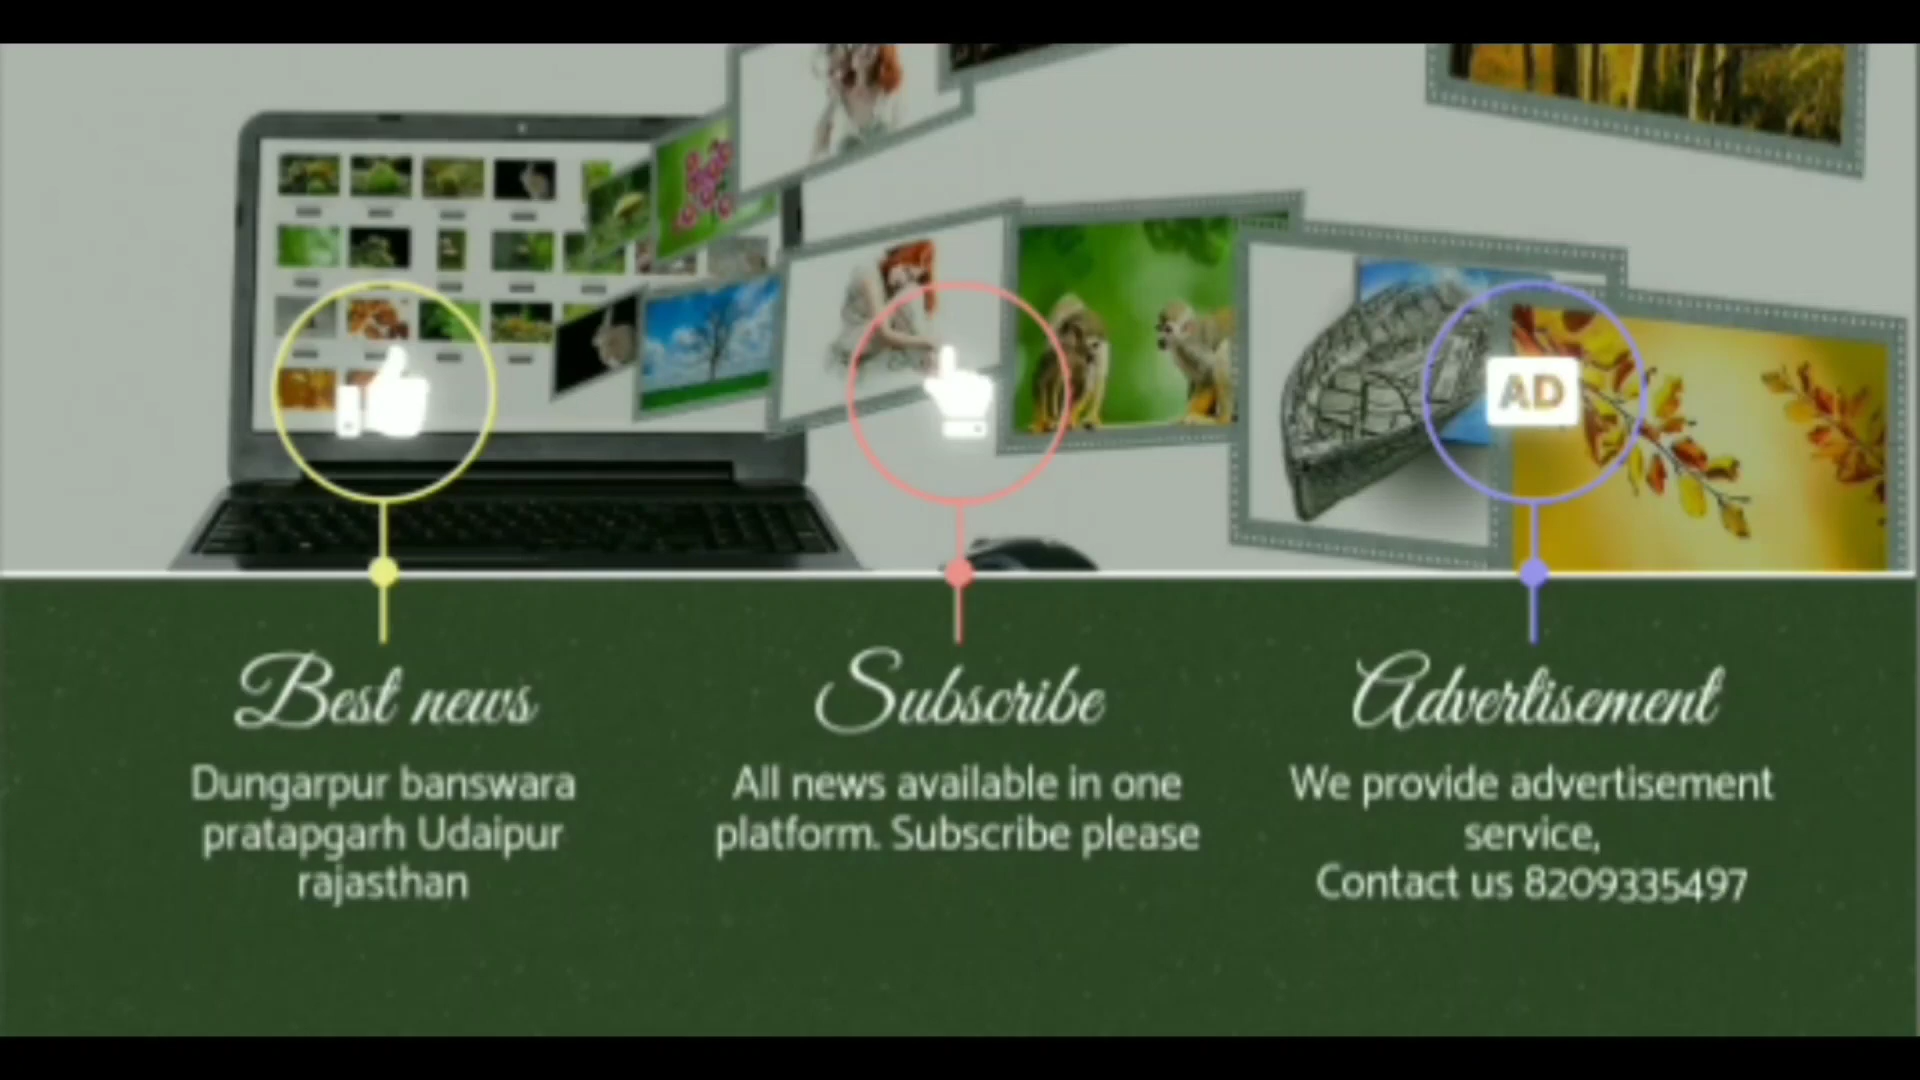 AD
Best news
Dungarpur banswara
pratapgarh Udaipur
rajasthan
Subscribe
All news available in one
platform. Subscribe please
Advertisement
We provide advertisement
service,
Contact us 8209335497